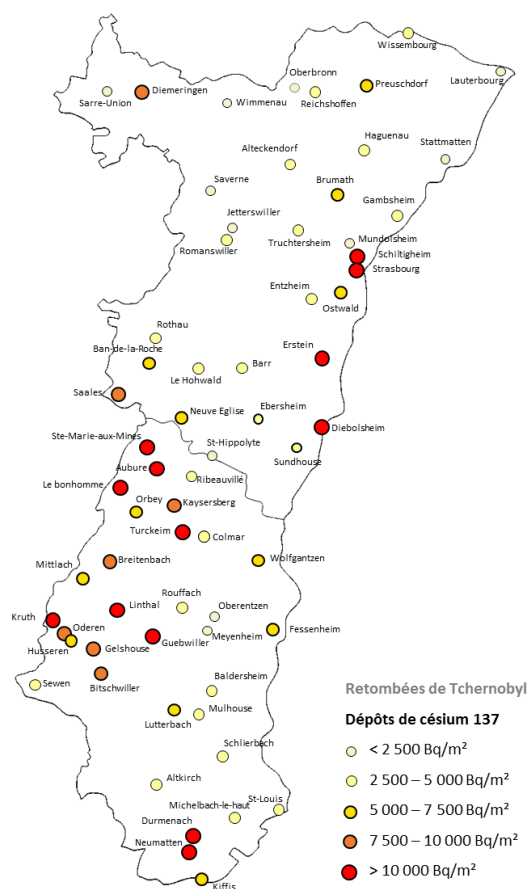 Wissembourg
Oberbronn
Preuschdorf
Lauterbourg
Diemeringen
Sarre-Union
Wimmenau
Reichshoffen
Haguenau
Alteckendorf
Stattmatten
Saverne
Brumath
Gambsheim
Jetterswiller
Romanswiller
Truchtersheim
Mundolsheim
Schiltigheim
Strasbourg
Entzheim
Ostwald
Rothau
Ban-de-la-Roche
Erstein
Le Hohwald
Barr
Saales
Neuve Eglise
Ebersheim
Diebolsheim
Ste-Marie-aux-Mines
St-Hippolyte
Sundhouse
Aubure
Ribeauvillé
Le bonhomme
Orbey
Kaysersberg
Turckeim
Colmar
Breitenbach
Wolfgantzen
Mittlach
Rouffach
Linthal
Oberentzen
Kruth
Oderen
Meyenheim
Fessenheim
Husseren
Gelshouse
Guebwiller
Bitschwiller
Baldersheim
Sewen
Mulhouse
Lutterbach
Schlierbach
Altkirch
Michelbach-le-haut
St-Louis
Durmenach
Neumatten
Kiffis
Retombées de Tchernobyl
Dépôts de césium 137
< 2 500 Bq/m²
2 500 – 5 000 Bq/m²
5 000 – 7 500 Bq/m²
7 500 – 10 000 Bq/m²
> 10 000 Bq/m²